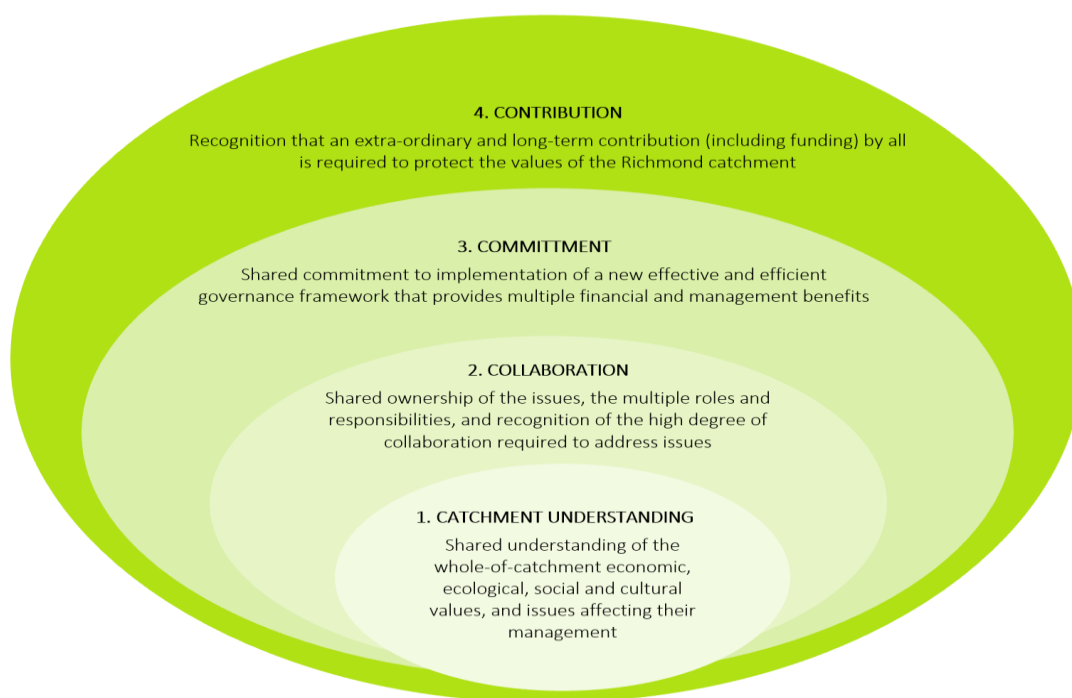 4. CONTRIBUTION
Recognition that an extra-ordinary and long-term contribution (including funding) by all
is required to protect the values of the Richmond catchment
3. COMMITTMENT
Shared commitment to implementation of a new effective and efficient
governance framework that provides multiple financial and management benefits
2. COLLABORATION
Shared ownership of the issues, the multiple roles and
responsibilities, and recognition of the high degree of
collaboration required to address issues
1. CATCHMENT UNDERSTANDING
Shared understanding of the
whole-of-catchment economic,
ecological, social and cultural
values, and issues affecting their
management